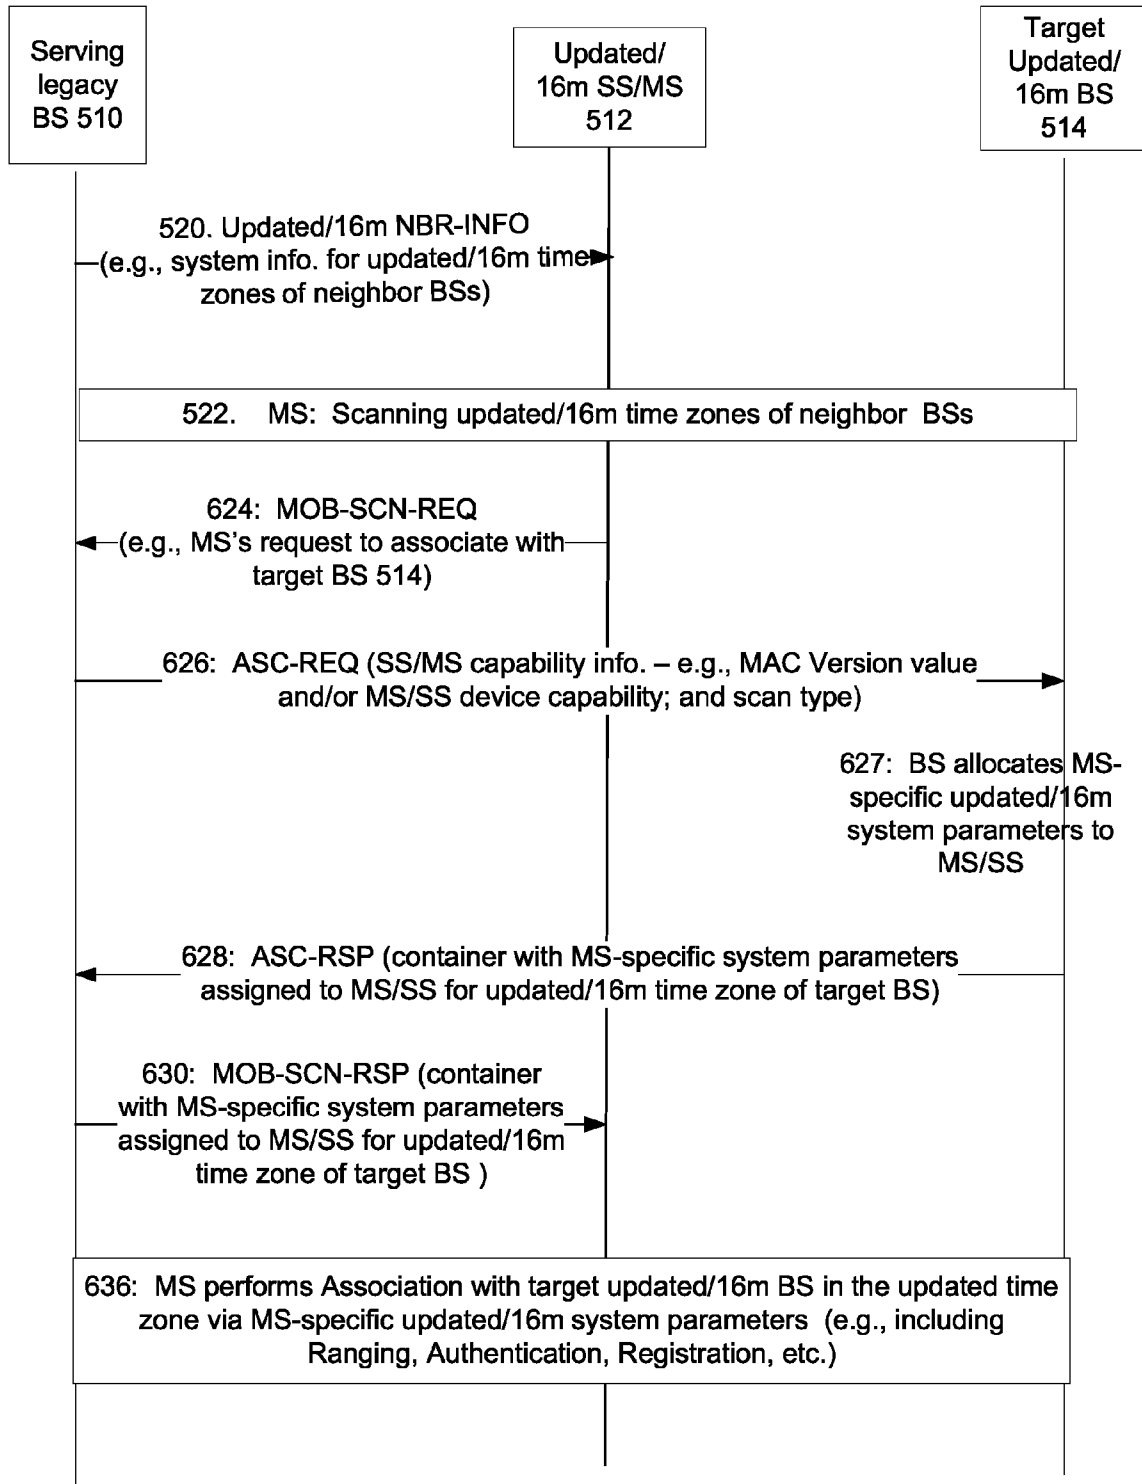 Serving
legacy
BS 510
Updated/
16m SS/MS
512
Target
Updated/
16m BS
514
520. Updated/16m NBR-INFO
(e.g., system info. for updated/16m time
zones of neighbor BSs)
522. MS: Scanning updated/16m time zones of neighbor BSs
624: MOB-SCN-REQ
(e.g., MS's request to associate with
target BS 514)
626: ASC-REQ (SS/MS capability info. – e.g., MAC Version value
and/or MS/SS device capability; and scan type)
627: BS allocates MS-
specific updated/16m
system parameters to
MS/SS
628: ASC-RSP (container with MS-specific system parameters
assigned to MS/SS for updated/16m time zone of target BS)
630: MOB-SCN-RSP (container
with MS-specific system parameters
assigned to MS/SS for updated/16m
time zone of target BS )
636: MS performs Association with target updated/16m BS in the updated time
zone via MS-specific updated/16m system parameters (e.g., including
Ranging, Authentication, Registration, etc.)